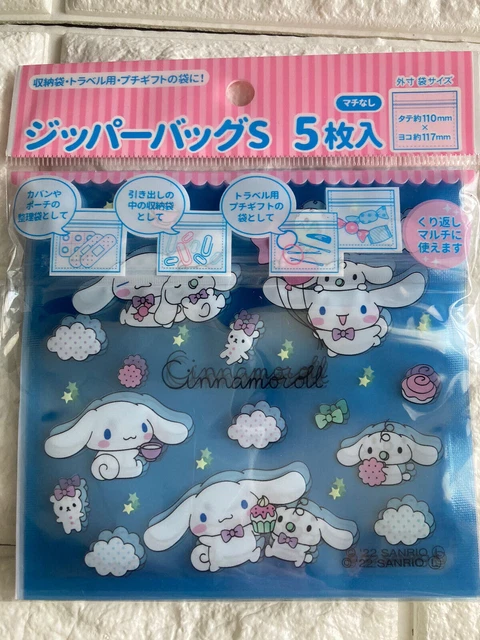 収納袋・トラベル用・プチギフトの袋に!
外寸 袋サイズ
マチなし
ジッパーバッグS 5枚入
タテ約110mm
×
ヨコ約117mm
カバンや
ポーチの
整理袋として
引き出しの
中の収納袋
として
トラベル用
プチギフトの
袋として
くり返し
マルチに
使えます
Cinnamoroll
'22 SANRIO
©'22 SANRIO Ⓛ